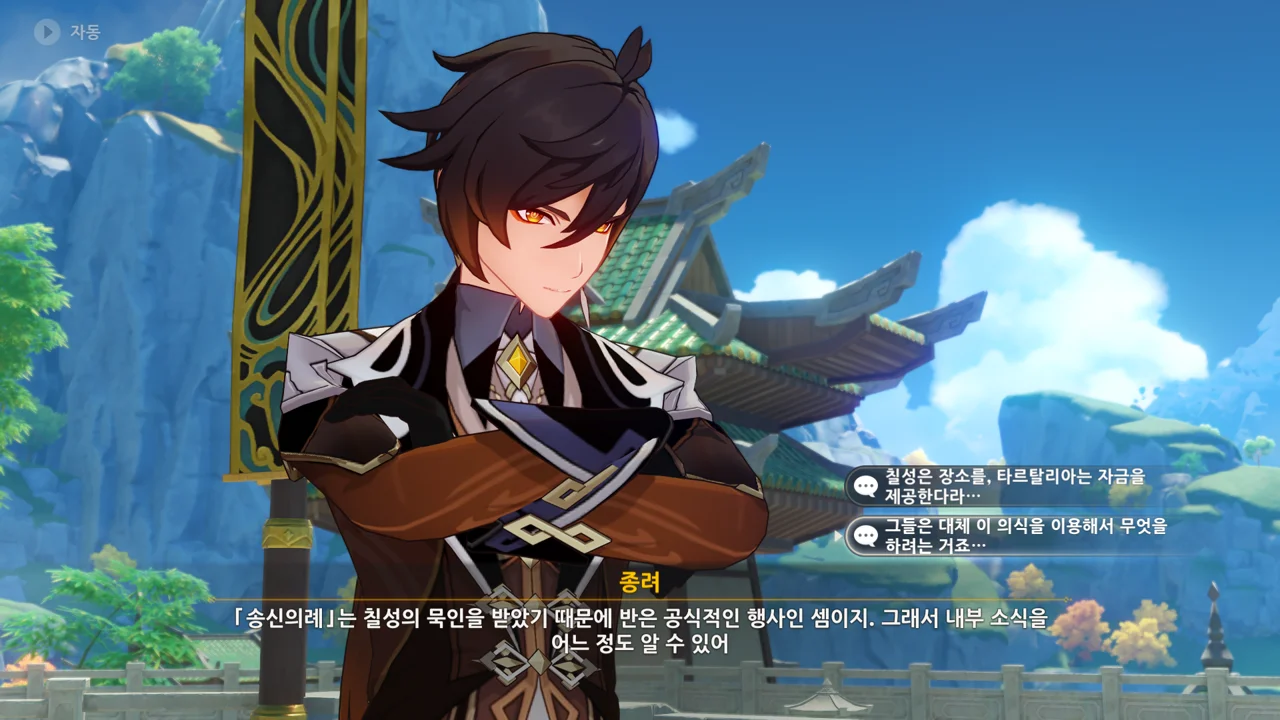 자동
칠성은 장소를, 타르탈리아는 자금을
제공한다라…
그들은 대체 이 의식을 이용해서 무엇을
하려는 거죠…
종려
「송신의례」는 칠성의 묵인을 받았기 때문에 반은 공식적인 행사인 셈이지. 그래서 내부 소식을
어느 정도 알 수 있어